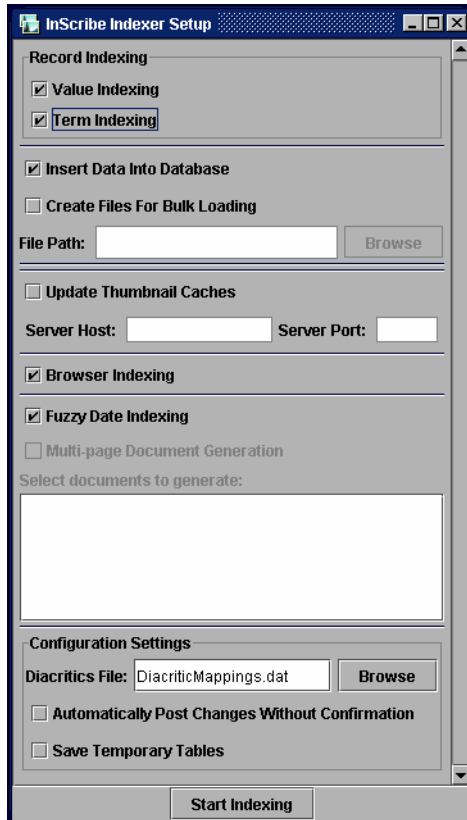 InScribe Indexer Setup
Record Indexing
Value Indexing
Term Indexing
Insert Data Into Database
Create Files For Bulk Loading
File Path: Browse
Update Thumbnail Caches
Server Host: Server Port:
Browser Indexing
Fuzzy Date Indexing
Multi-page Document Generation
Select documents to generate:
Configuration Settings
Diacritics File: DiacriticMappings.dat Browse
Automatically Post Changes Without Confirmation
Save Temporary Tables
Start Indexing